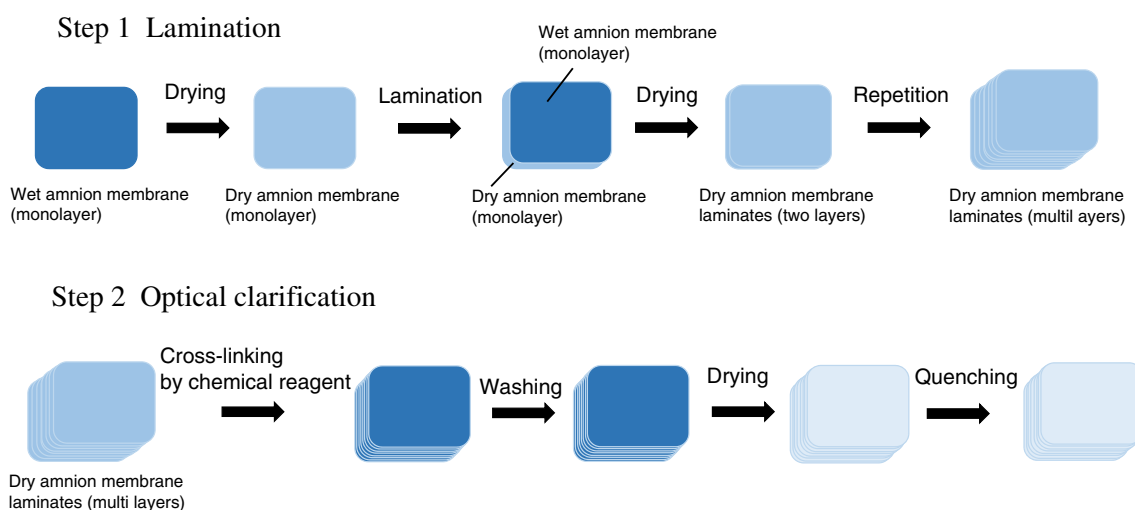 Step 1 Lamination
Wet amnion membrane
(monolayer)
Drying
Lamination
Drying
Repetition
Wet amnion membrane
(monolayer)
Dry amnion membrane
(monolayer)
Dry amnion membrane
(monolayer)
Dry amnion membrane
laminates (two layers)
Dry amnion membrane
laminates (multil ayers)
Step 2 Optical clarification
Cross-linking
by chemical reagent
Washing
Drying
Quenching
Dry amnion membrane
laminates (multi layers)